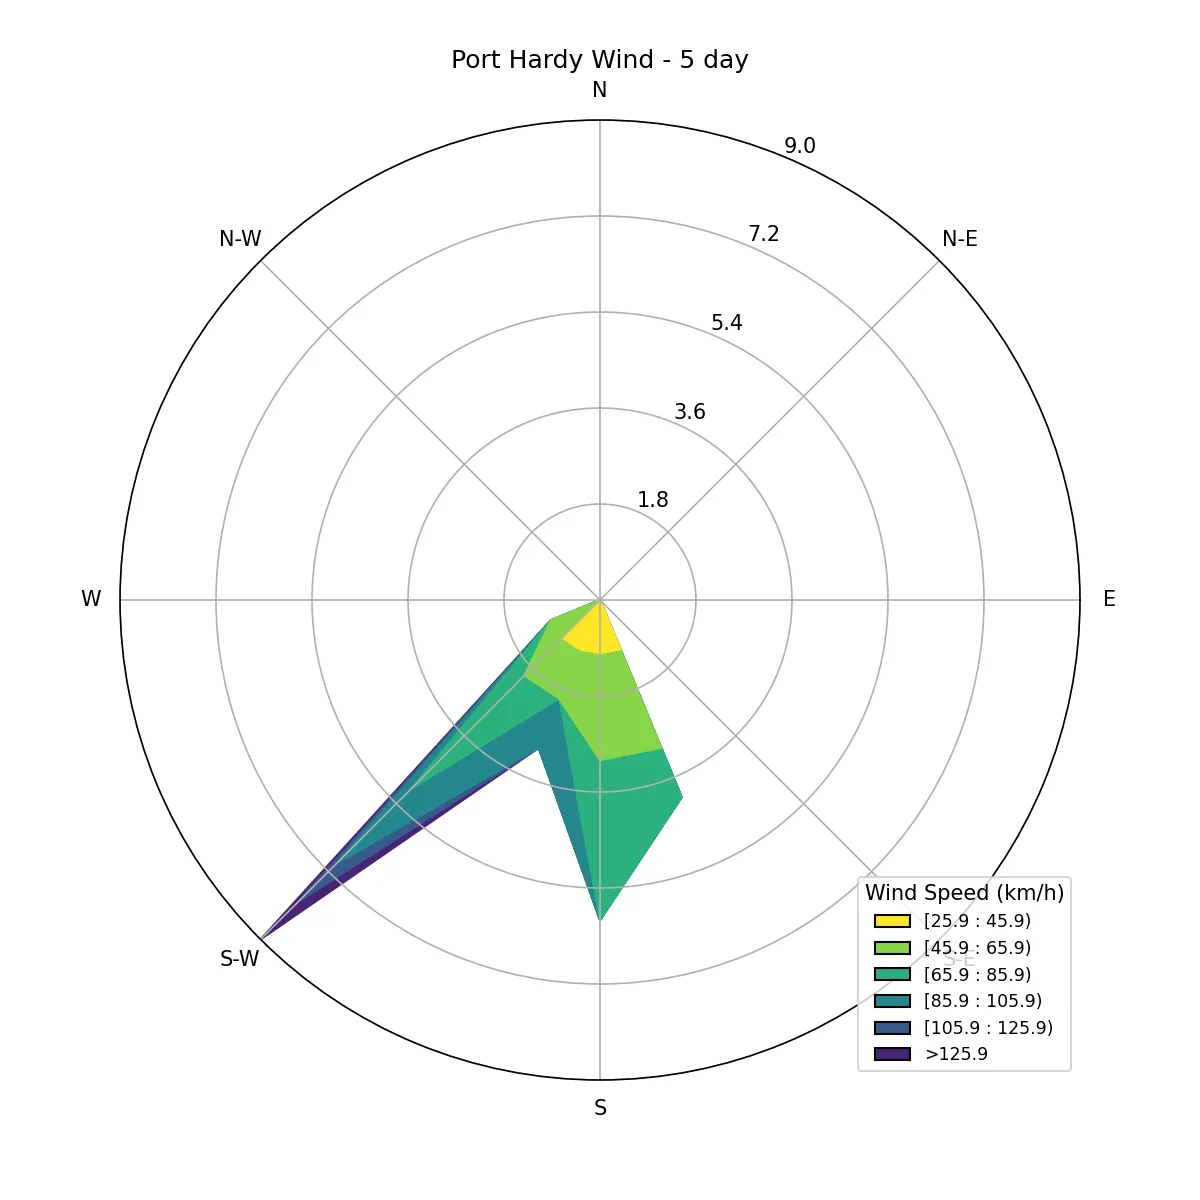 Port Hardy Wind - 5 day
N
9.0
N-W
N-E
7.2
5.4
3.6
1.8
W
E
Wind Speed (km/h)
[25.9 : 45.9)
[45.9 : 65.9)
S-W
S-E
[65.9 : 85.9)
[85.9 : 105.9)
[105.9 : 125.9)
>125.9
S